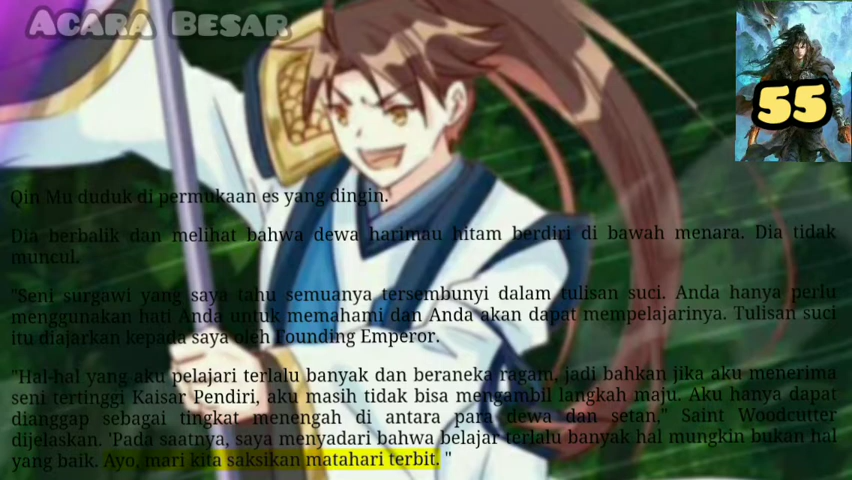 Acara Besar
55
Qin Mu duduk di permukaan es yang dingin.
Dia berbalik dan melihat bahwa dewa harimau hitam berdiri di bawah menara. Dia tidak
muncul.
"Seni surgawi yang saya tahu semuanya tersembunyi dalam tulisan suci. Anda hanya perlu
menggunakan hati Anda untuk memahami dan Anda akan dapat mempelajarinya. Tulisan suci
itu diajarkan kepada saya oleh Founding Emperor.
"Hal-hal yang aku pelajari terlalu banyak dan beraneka ragam, jadi bahkan jika aku menerima
seni tertinggi Kaisar Pendiri, aku masih tidak bisa mengambil langkah maju. Aku hanya dapat
dianggap sebagai tingkat menengah di antara para dewa dan setan," Saint Woodcutter
dijelaskan. 'Pada saatnya, saya menyadari bahwa belajar terlalu banyak hal mungkin bukan hal
yang baik. Ayo, mari kita saksikan matahari terbit. "